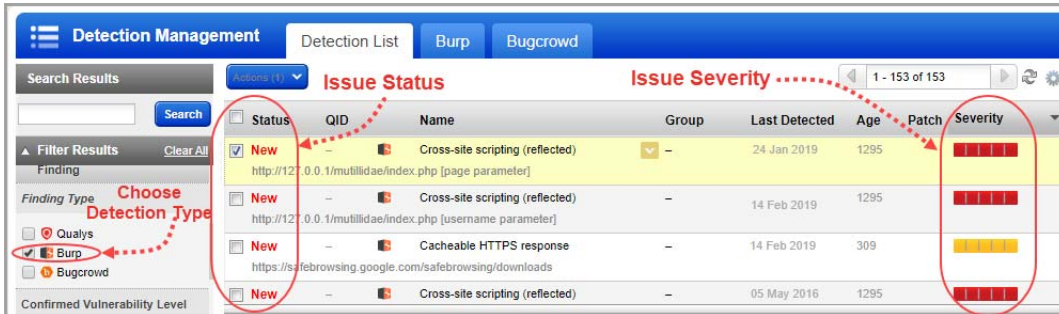 Detection Management
Detection List
Burp
Bugcrowd
Search Results
Search
Actions (1)
Issue Status
Issue Severity
1 - 153 of 153
Status QID Name Group Last Detected Age Patch Severity
Filter Results Clear All
Finding
Finding Type
Choose
Detection Type
Qualys
Burp
Bugcrowd
Confirmed Vulnerability Level
New – Cross-site scripting (reflected) – 24 Jan 2019 1295
http://127.0.0.1/mutillidae/index.php [page parameter]
New – Cross-site scripting (reflected) – 14 Feb 2019 1295
http://127.0.0.1/mutillidae/index.php [username parameter]
New – Cacheable HTTPS response – 14 Feb 2019 309
https://safebrowsing.google.com/safebrowsing/downloads
New – Cross-site scripting (reflected) – 05 May 2016 1295